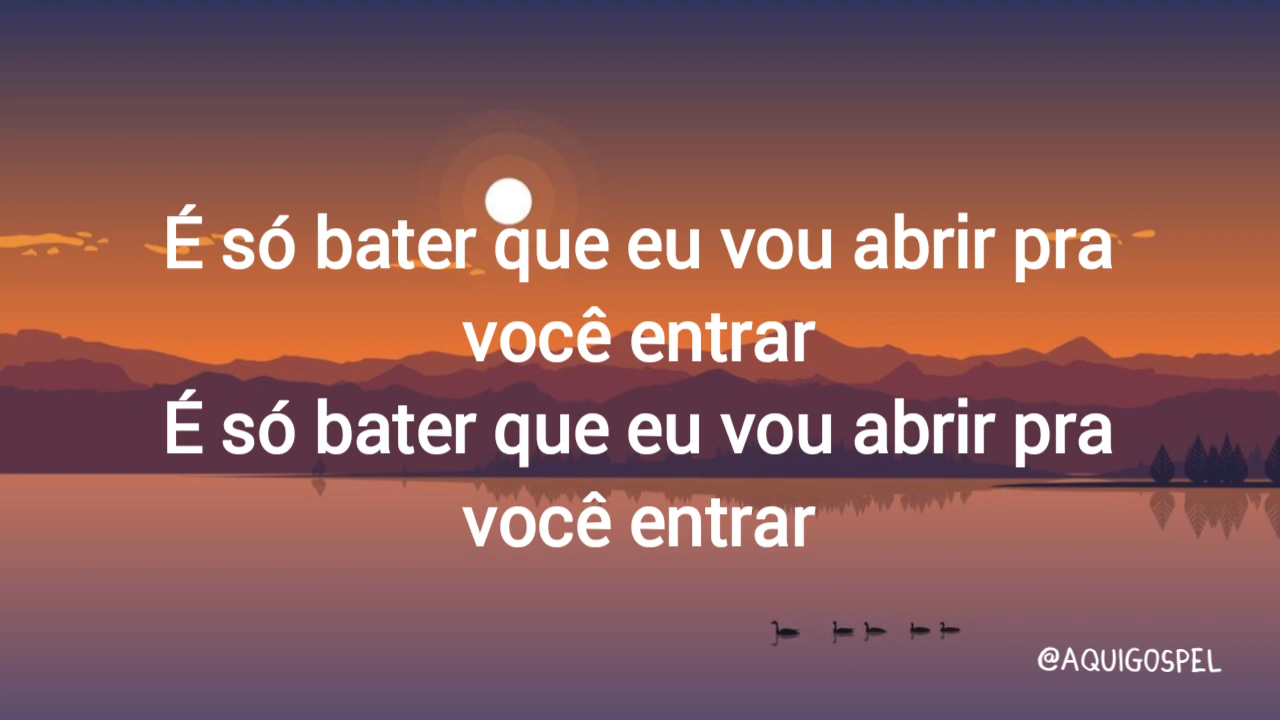 É só bater que eu vou abrir pra
você entrar
É só bater que eu vou abrir pra
você entrar
@AQUIGOSPEL